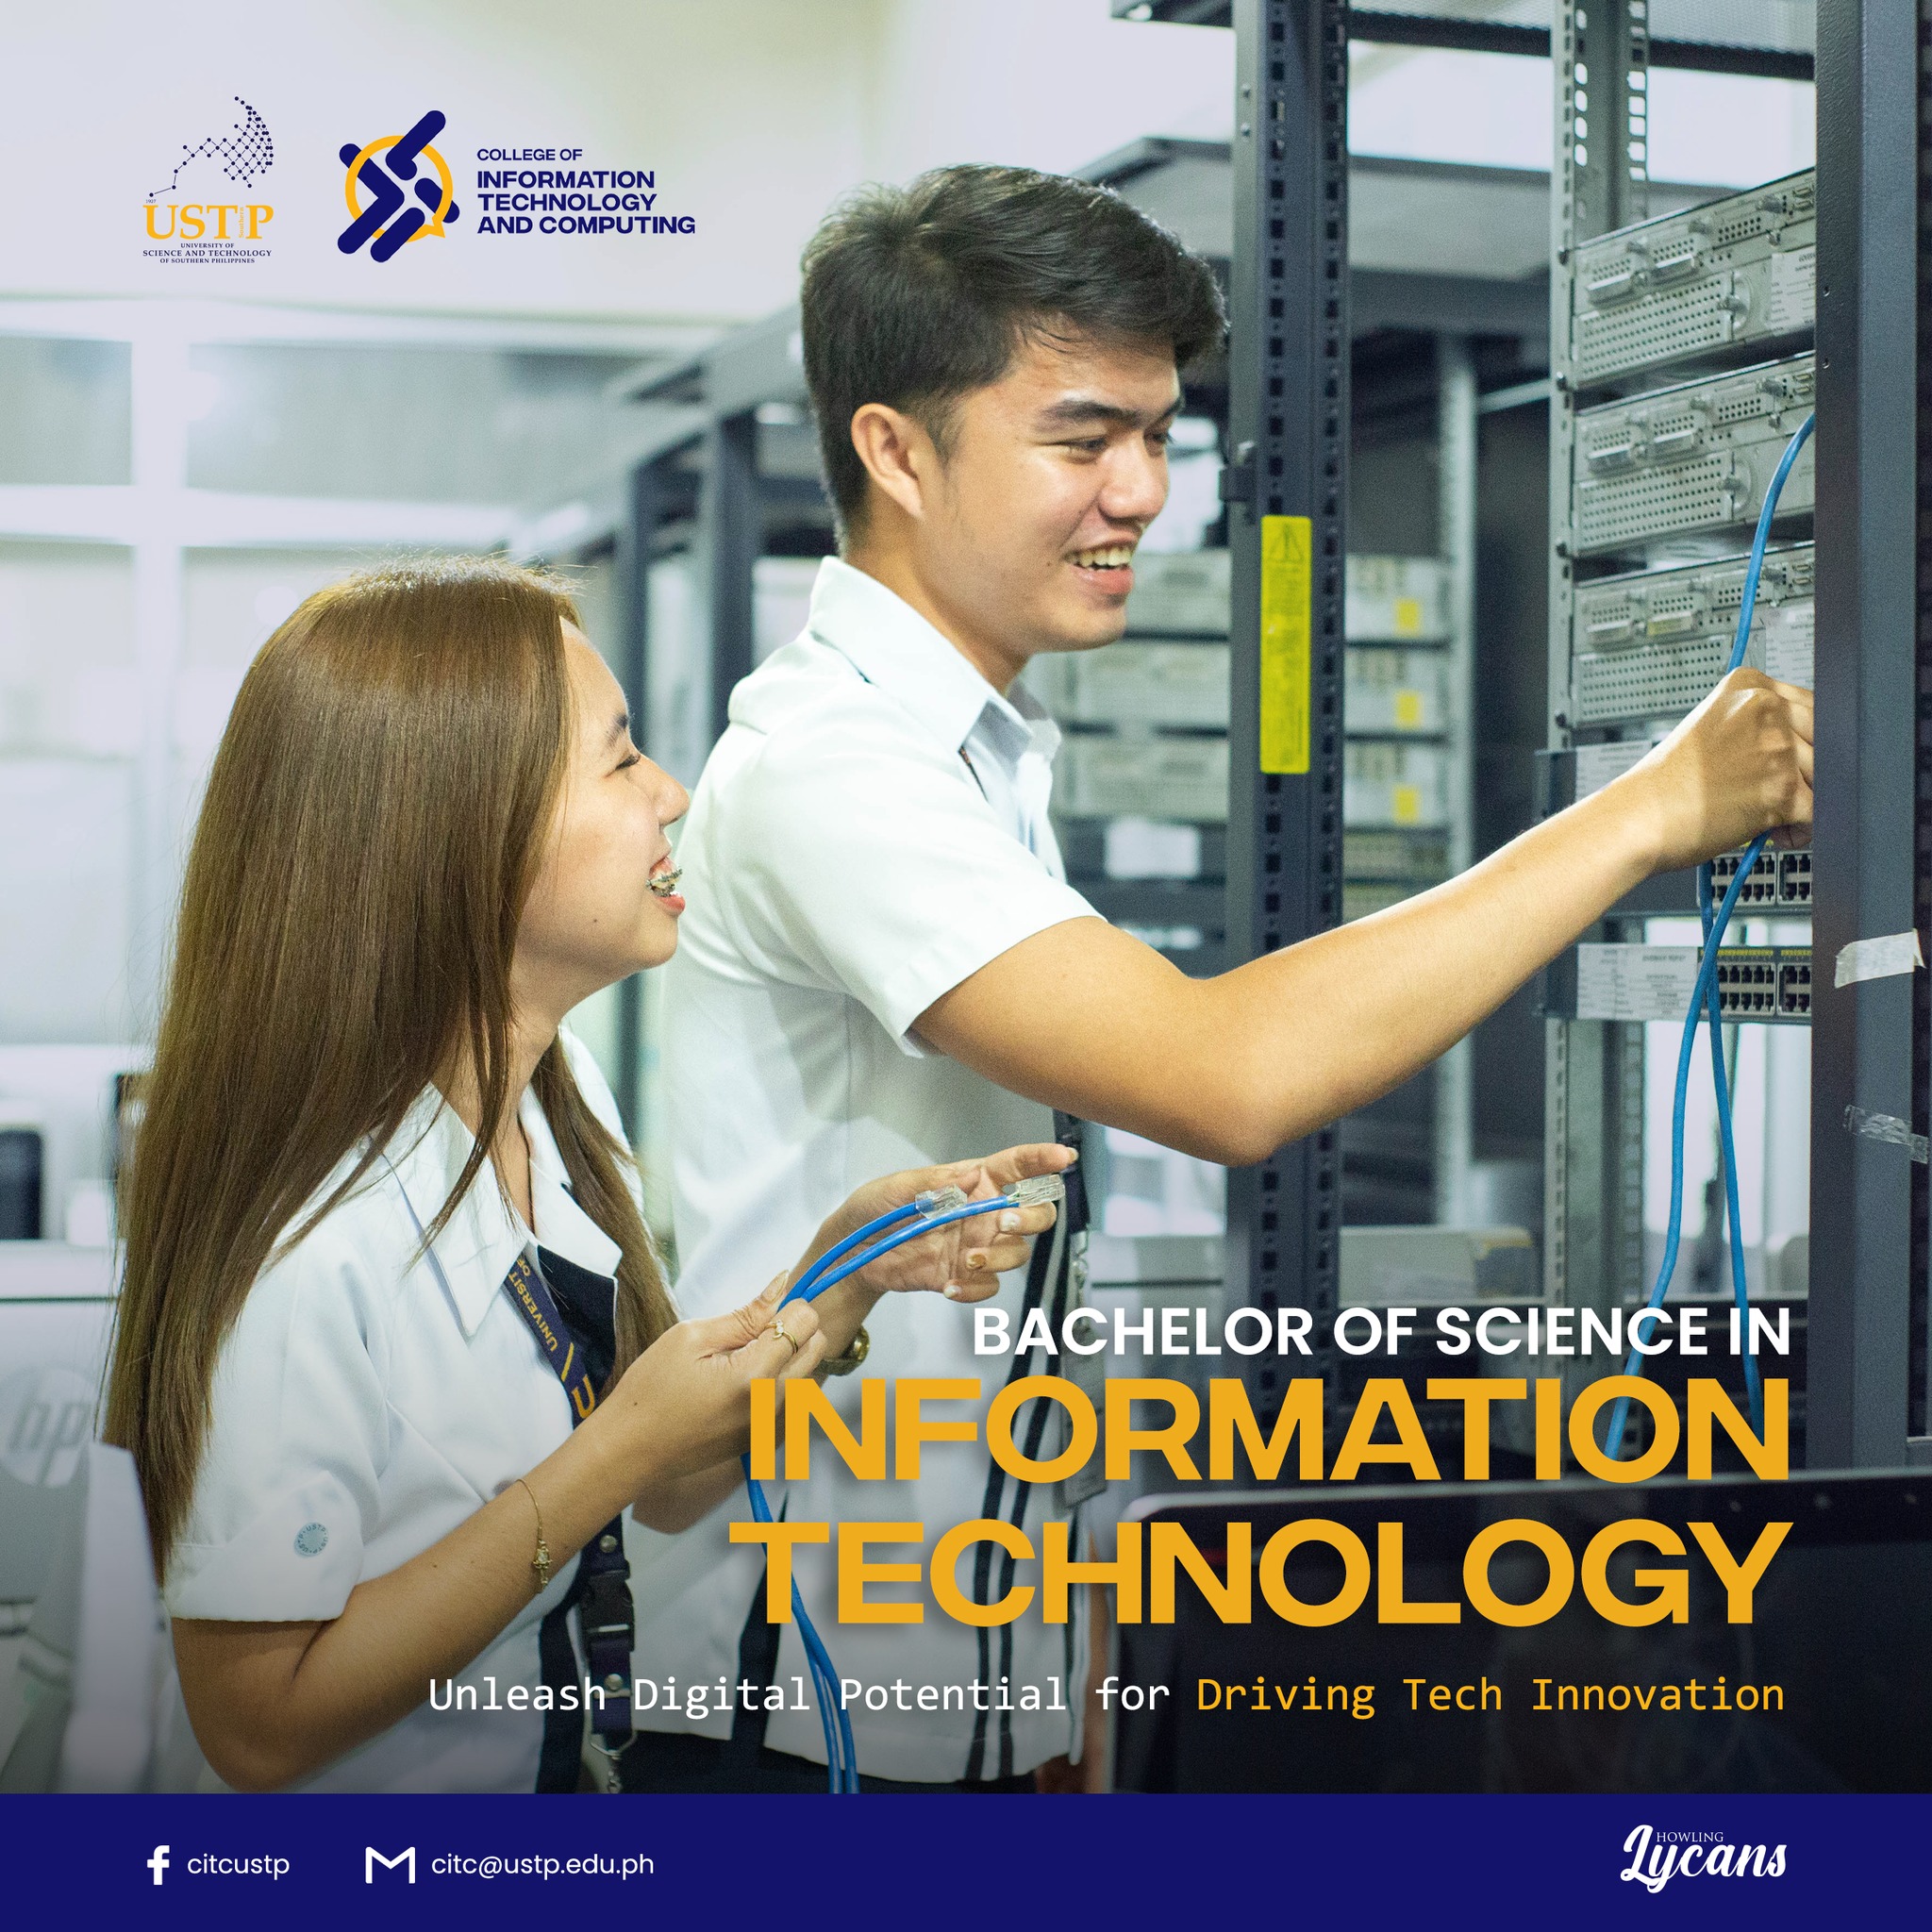 1927
USTP
UNIVERSITY OF
SCIENCE AND TECHNOLOGY
OF SOUTHERN PHILIPPINES
COLLEGE OF
INFORMATION
TECHNOLOGY
AND COMPUTING
hp
BACHELOR OF SCIENCE IN
INFORMATION
TECHNOLOGY
Unleash Digital Potential for Driving Tech Innovation
citcustp
citc@ustp.edu.ph
HOWLING
Lycans